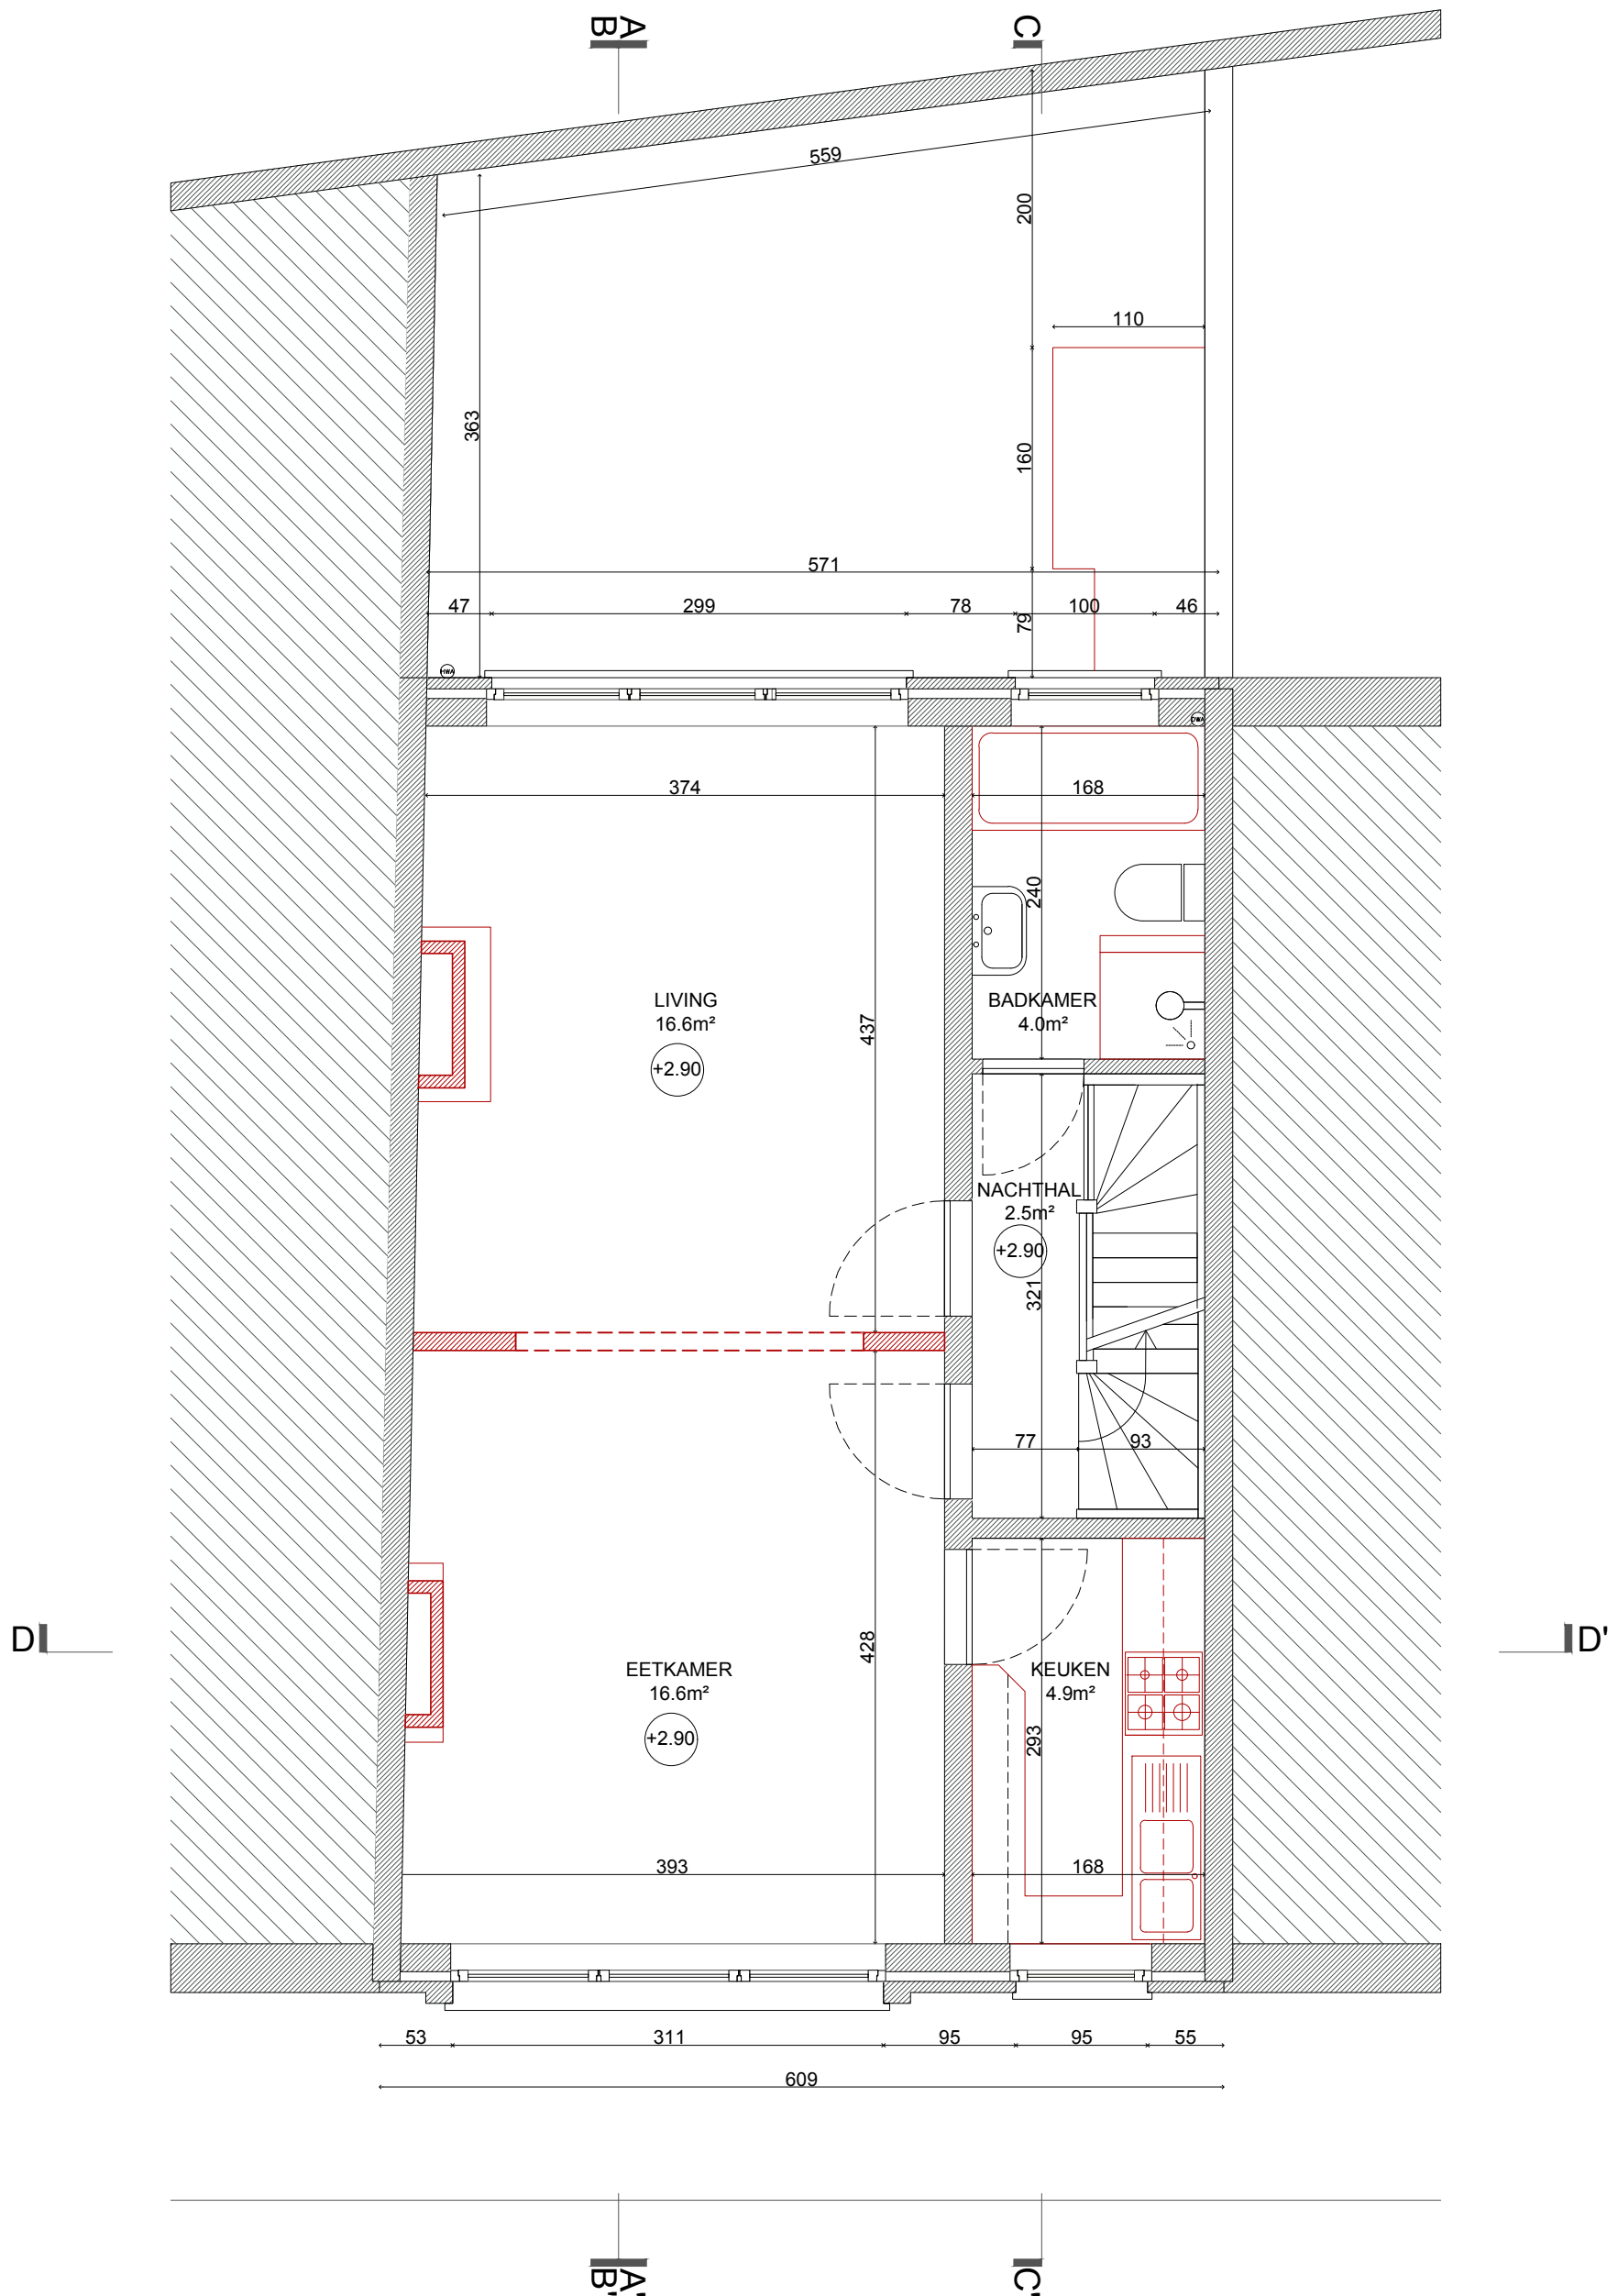 A
B
C
559
200
110
363
160
571
47
299
78
100
46
79
HWA
DWA
374
168
240
LIVING
16.6m²
+2.90
437
BADKAMER
4.0m²
NACHTHAL
2.5m²
+2.90
321
77
93
D
D'
EETKAMER
16.6m²
+2.90
428
KEUKEN
4.9m²
293
393
168
53
311
95
95
55
609
A'
B'
C'